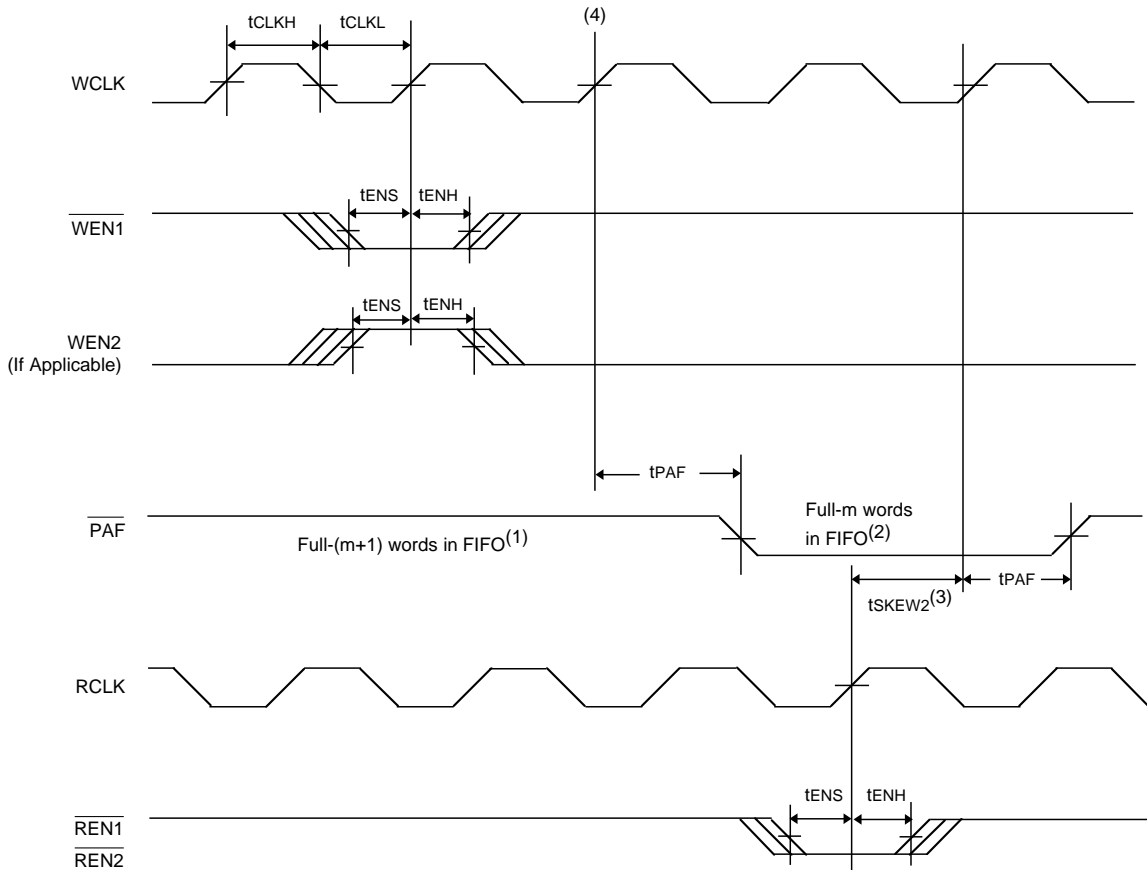 (4)
tCLKH tCLKL
WCLK
tENS tENH
WEN1
tENS tENH
WEN2
(If Applicable)
tPAF
PAF
Full-(m+1) words in FIFO(1)
Full-m words
in FIFO(2)
tSKEW2(3)
tPAF
RCLK
tENS tENH
REN1
REN2